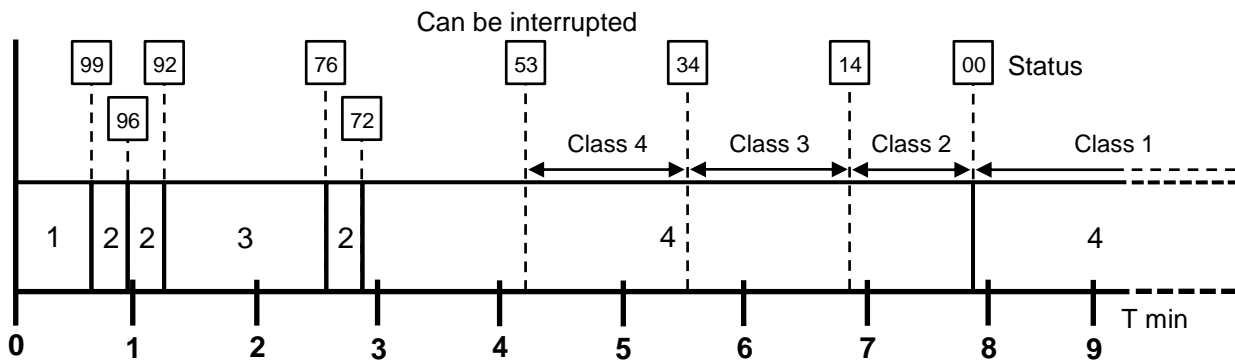 Can be interrupted
99 92 76 53 34 14 00 Status
96 72
Class 4 Class 3 Class 2 Class 1
1 2 2 3 2 4 4
T min
0 1 2 3 4 5 6 7 8 9